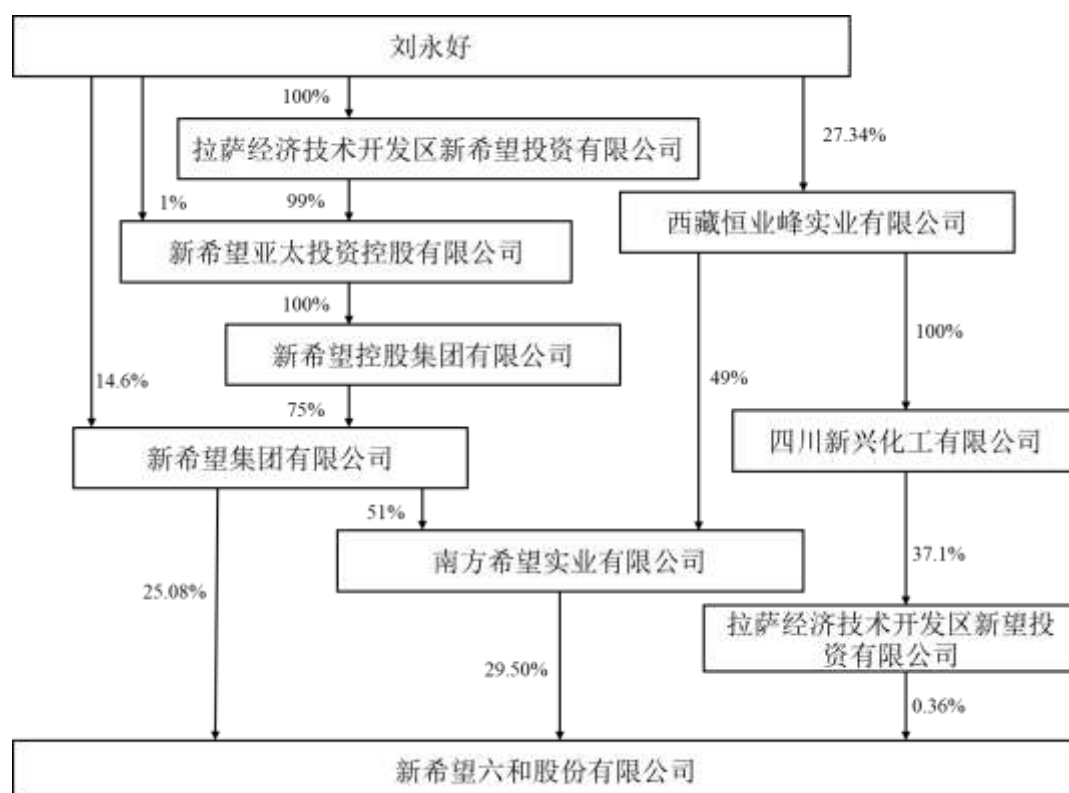 刘永好
100%
拉萨经济技术开发区新希望投资有限公司
27.34%
1%
99%
新希望亚太投资控股有限公司
西藏恒业峰实业有限公司
100%
新希望控股集团有限公司
100%
14.6%
75%
49%
新希望集团有限公司
四川新兴化工有限公司
51%
南方希望实业有限公司
37.1%
25.08%
拉萨经济技术开发区新望投
资有限公司
29.50%
0.36%
新希望六和股份有限公司